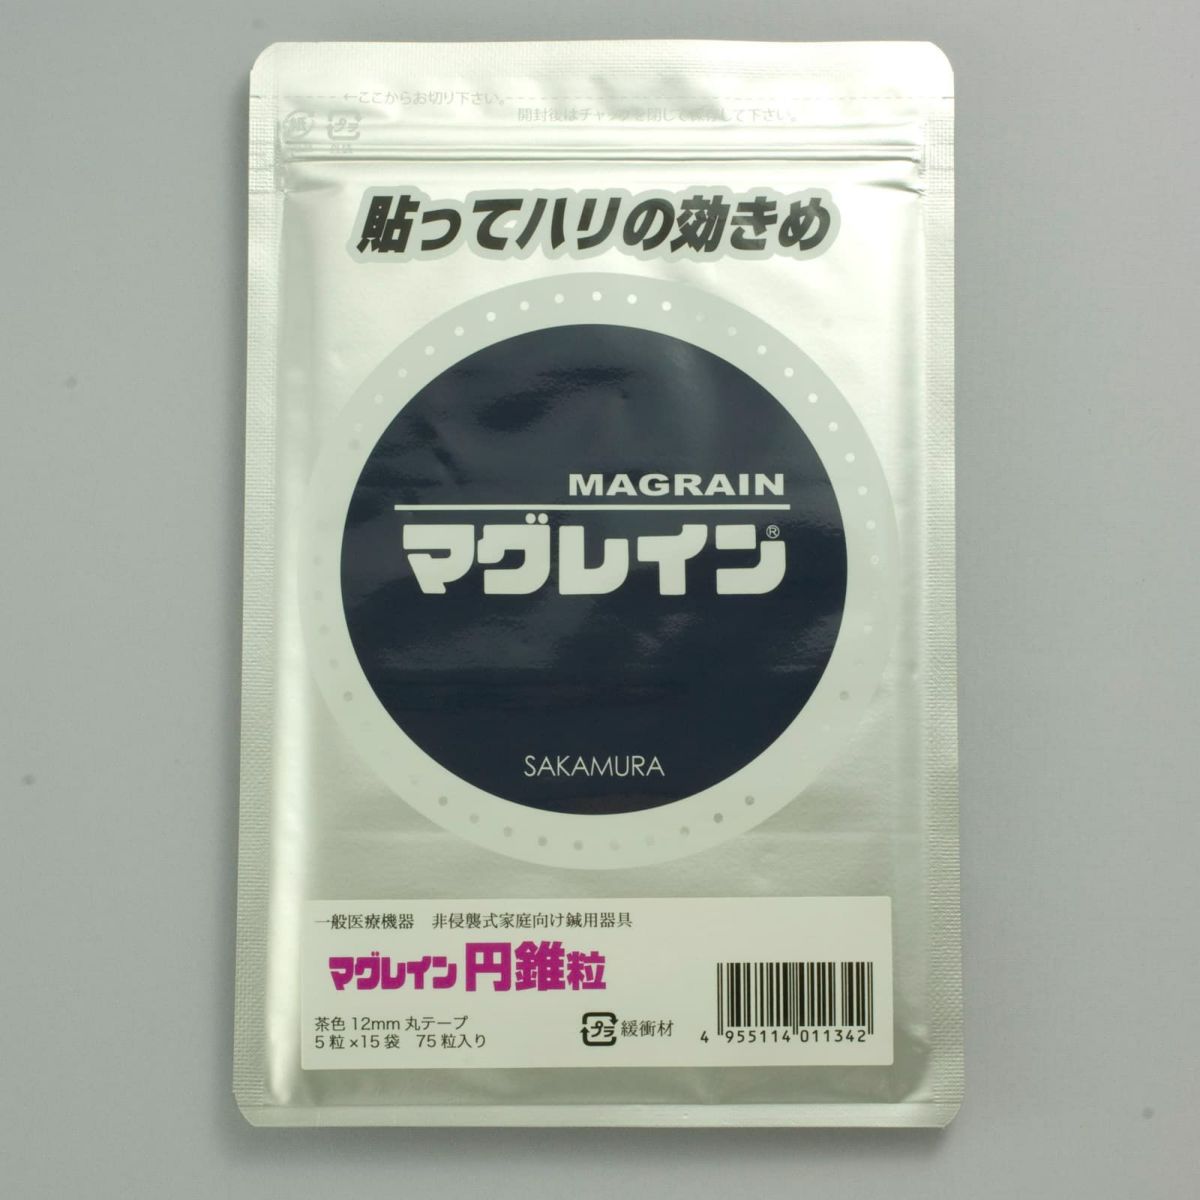 ←ここからお切り下さい。
開封後はチャックを閉じて保存して下さい。
プラ
貼ってハリの効きめ
MAGRAIN
マグレイン®
SAKAMURA
一般医療機器 非侵襲式家庭向け鍼用器具
マグレイン 円錐粒
茶色 12mm 丸テープ
5粒×15袋 75粒入り
プラ 緩衝材
4 955114 011342